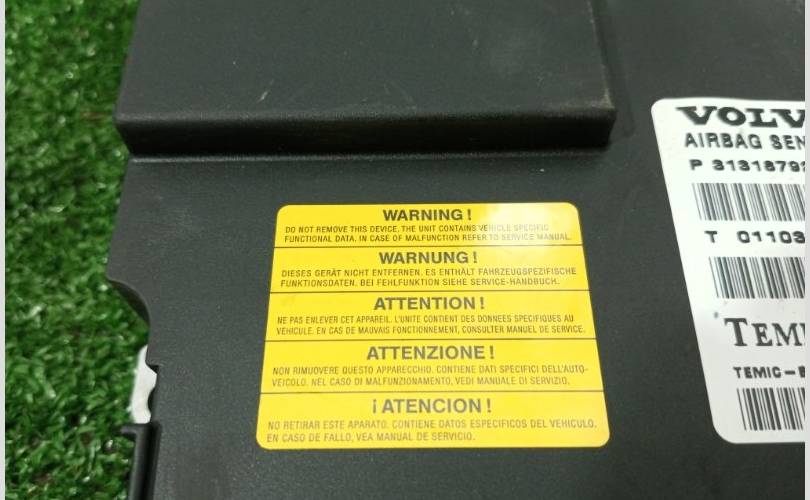 WARNING!
DO NOT REMOVE THIS DEVICE. THE UNIT CONTAINS VEHICLE SPECIFIC
FUNCTIONAL DATA. IN CASE OF MALFUNCTION REFER TO SERVICE MANUAL.
WARNUNG!
DIESES GERÄT NICHT ENTFERNEN. ES ENTHÄLT FAHRZEUGSPEZIFISCHE
FUNKTIONSDATEN. BEI FEHLFUNKTION SIEHE SERVICE-HANDBUCH.
ATTENTION!
NE PAS ENLEVER CET APPAREIL. L'UNITE CONTIENT DES DONNEES SPECIFIQUES AU
VEHICULE. EN CAS DE MAUVAIS FONCTIONNEMENT, CONSULTER MANUEL DE SERVICE.
ATTENZIONE!
NON RIMUOVERE QUESTO APPARECCHIO. CONTIENE DATI SPECIFICI DELL'AUTO-
VEICOLO. NEL CASO DI MALFUNZIONAMENTO, VEDI MANUALE DI SERVIZIO.
¡ATENCION!
NO RETIRAR ESTE APARATO. CONTIENE DATOS ESPECIFICOS DEL VEHICULO.
EN CASO DE FALLO, VEA MANUAL DE SERVICIO.
VOLV
AIRBAG SEN
P 3131879
T 01103
TEM
TEMIC-